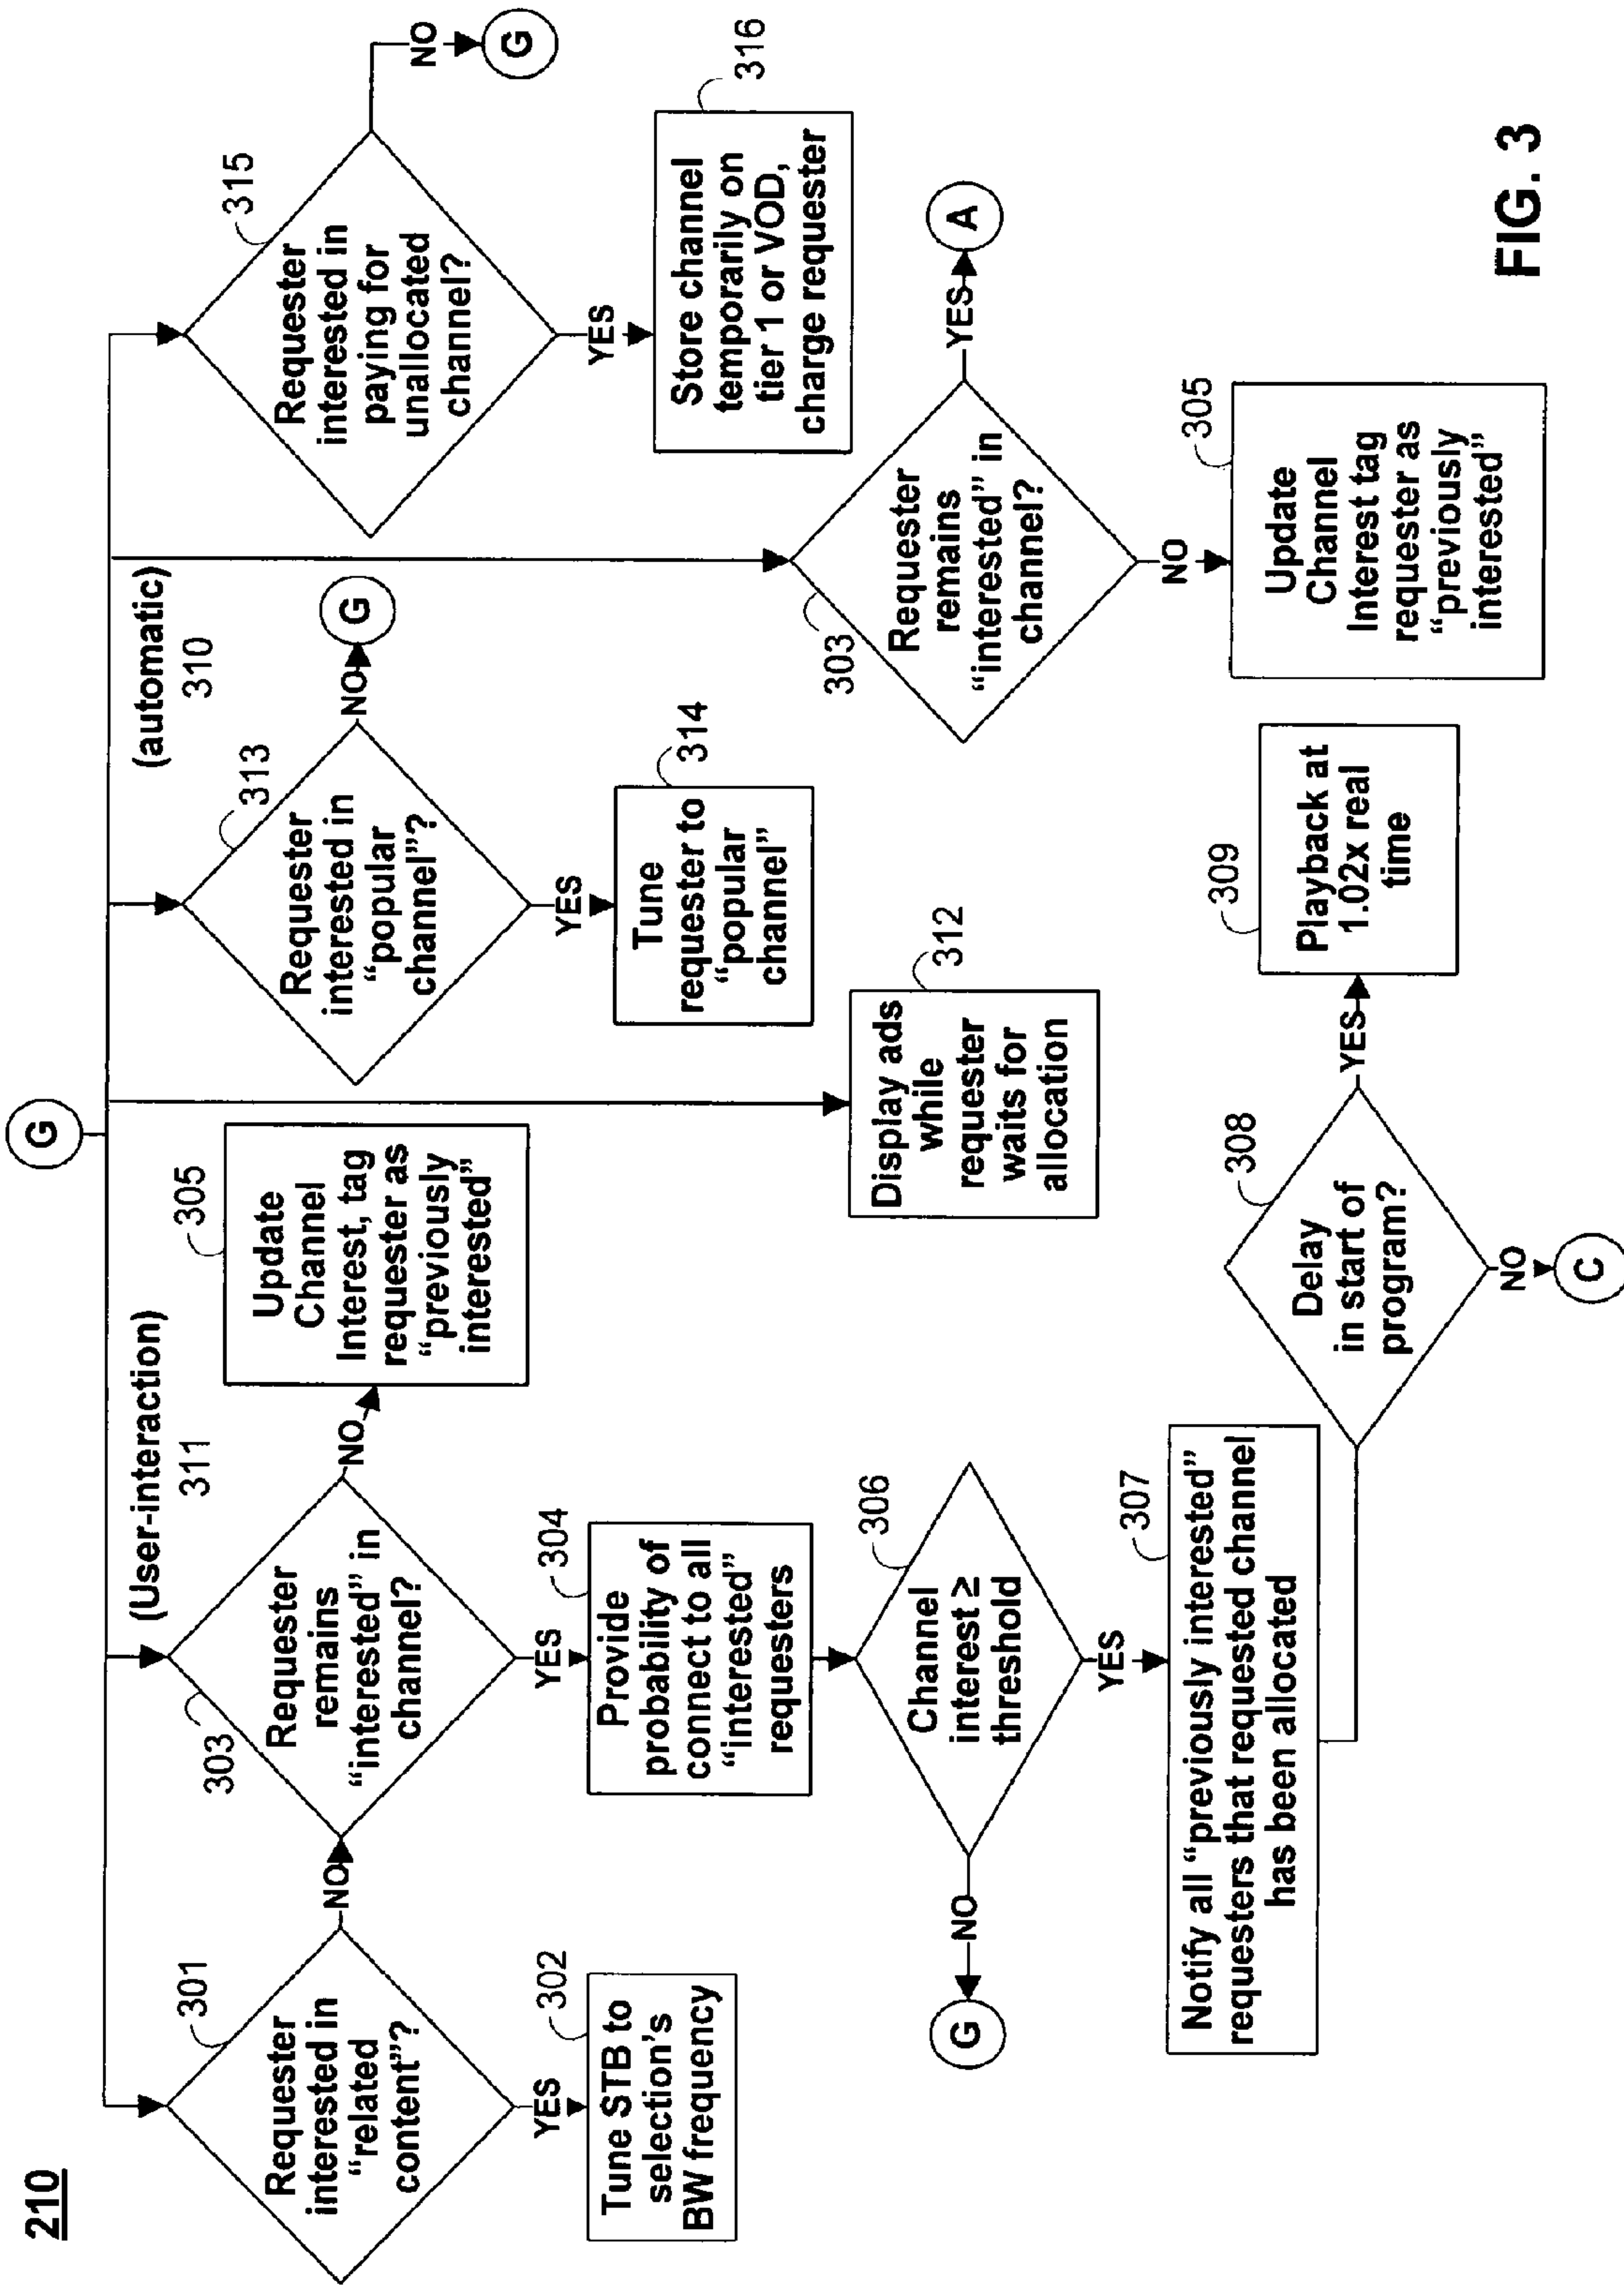 210
G
(User-interaction)
311
(automatic)
310
301
Requester
interested in
“related
content”?
NO
YES
302
Tune STB to
selection’s
BW frequency
303
Requester
remains
“interested” in
channel?
NO
YES
305
Update
Channel
Interest, tag
requester as
“previously
interested”
304
Provide
probability of
connect to all
“interested”
requesters
306
Channel
interest ≥
threshold
NO
G
YES
307
Notify all “previously interested”
requesters that requested channel
has been allocated
308
Delay
in start of
program?
YES
NO
C
309
Playback at
1.02x real
time
Display ads
while
requester
waits for
allocation
312
313
Requester
interested in
“popular
channel”?
NO
G
YES
314
Tune
requester to
“popular
channel”
303
Requester
remains
“interested” in
channel?
YES
A
NO
305
Update
Channel
Interest tag
requester as
“previously
interested”
315
Requester
interested in
paying for
unallocated
channel?
NO
G
YES
316
Store channel
temporarily on
tier 1 or VOD,
charge requester
FIG. 3